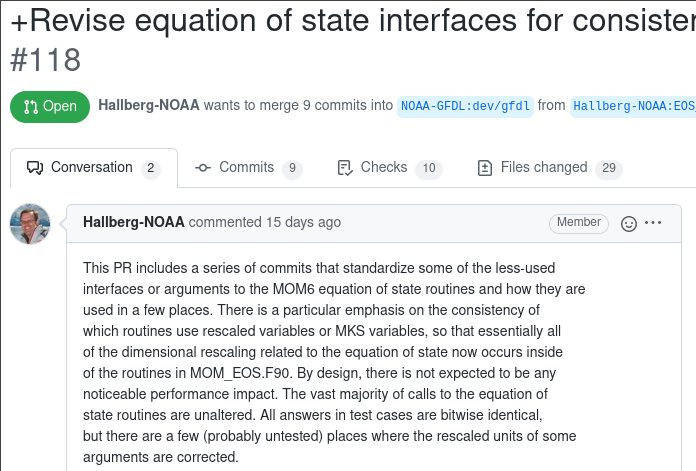 +Revise equation of state interfaces for consister
#118
Open Hallberg-NOAA wants to merge 9 commits into NOAA-GFDL:dev/gfdl from Hallberg-NOAA:EOS_
Conversation 2 Commits 9 Checks 10 Files changed 29
Hallberg-NOAA commented 15 days ago Member
This PR includes a series of commits that standardize some of the less-used
interfaces or arguments to the MOM6 equation of state routines and how they are
used in a few places. There is a particular emphasis on the consistency of
which routines use rescaled variables or MKS variables, so that essentially all
of the dimensional rescaling related to the equation of state now occurs inside
of the routines in MOM_EOS.F90. By design, there is not expected to be any
noticeable performance impact. The vast majority of calls to the equation of
state routines are unaltered. All answers in test cases are bitwise identical,
but there are a few (probably untested) places where the rescaled units of some
arguments are corrected.